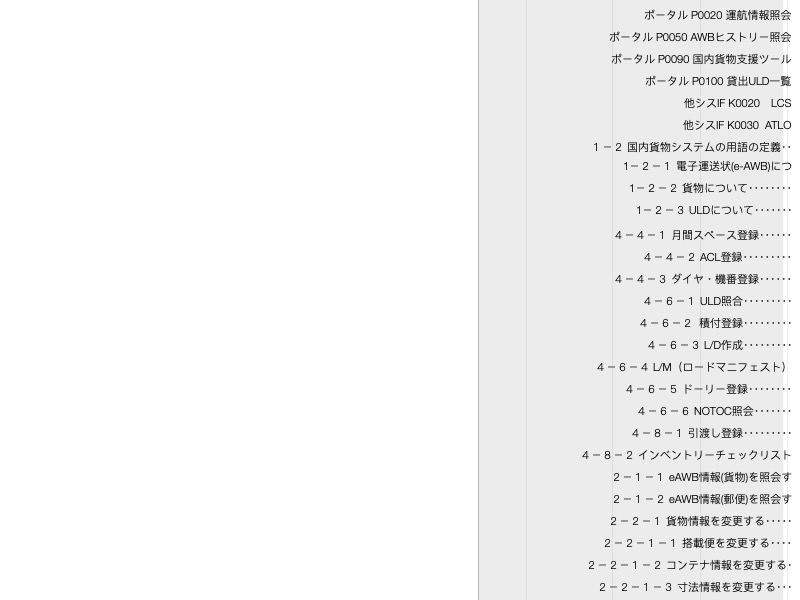 ポータル P0020 運航情報照会
ポータル P0050 AWBヒストリー照会
ポータル P0090 国内貨物支援ツール
ポータル P0100 貸出ULD一覧
他シスIF K0020　LCS
他シスIF K0030  ATLO
１－２ 国内貨物システムの用語の定義‥
１−２−１ 電子運送状(e-AWB)につ
１−２−２ 貨物について‥‥‥‥
１−２−３ ULDについて‥‥‥
４－４－１ 月間スペース登録‥‥‥
４－４－２ ACL登録‥‥‥‥‥
４－４－３ ダイヤ・機番登録‥‥‥
４－６－１ ULD照合‥‥‥‥‥
４－６－２  積付登録‥‥‥‥‥
４－６－３ L/D作成‥‥‥‥‥
４－６－４ L/M（ロードマニフェスト）
４－６－５ ドーリー登録‥‥‥‥
４－６－６ NOTOC照会‥‥‥
４－８－１ 引渡し登録‥‥‥‥‥
４－８－２ インベントリーチェックリスト
２－１－１ eAWB情報(貨物)を照会す
２－１－２ eAWB情報(郵便)を照会す
２－２－１ 貨物情報を変更する‥‥‥
２－２－１－１ 搭載便を変更する‥‥
２－２－１－２ コンテナ情報を変更する‥
２－２－１－３ 寸法情報を変更する‥‥